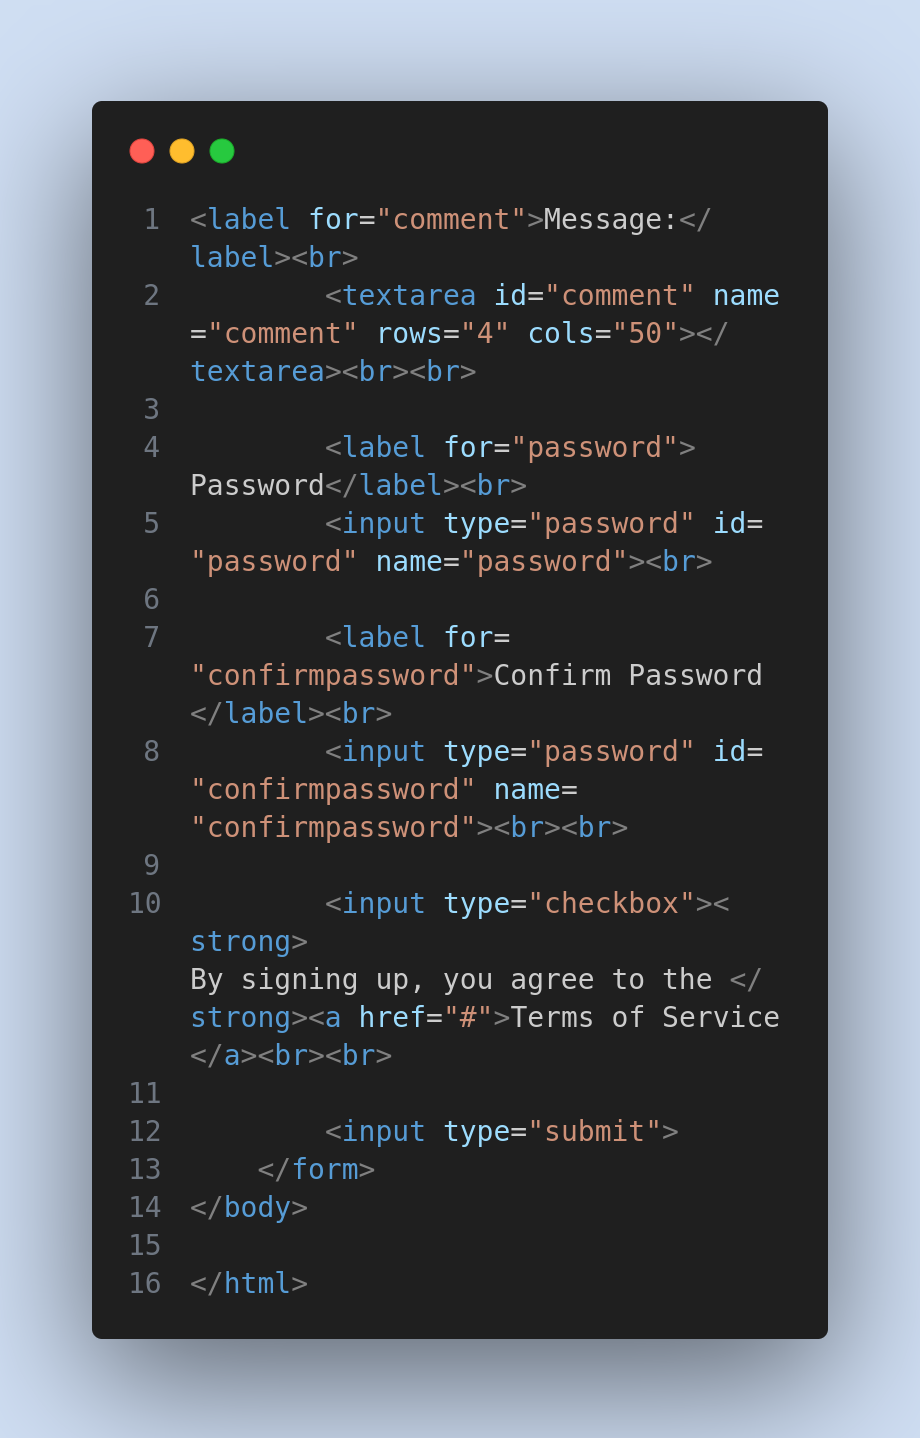 1 <label for="comment">Message:</
label><br>
2         <textarea id="comment" name
="comment" rows="4" cols="50"></
textarea><br><br>
3
4         <label for="password">
Password</label><br>
5         <input type="password" id=
"password" name="password"><br>
6
7         <label for=
"confirmpassword">Confirm Password
</label><br>
8         <input type="password" id=
"confirmpassword" name=
"confirmpassword"><br><br>
9
10         <input type="checkbox"><
strong>
By signing up, you agree to the </
strong><a href="#">Terms of Service
</a><br><br>
11
12         <input type="submit">
13     </form>
14 </body>
15
16 </html>